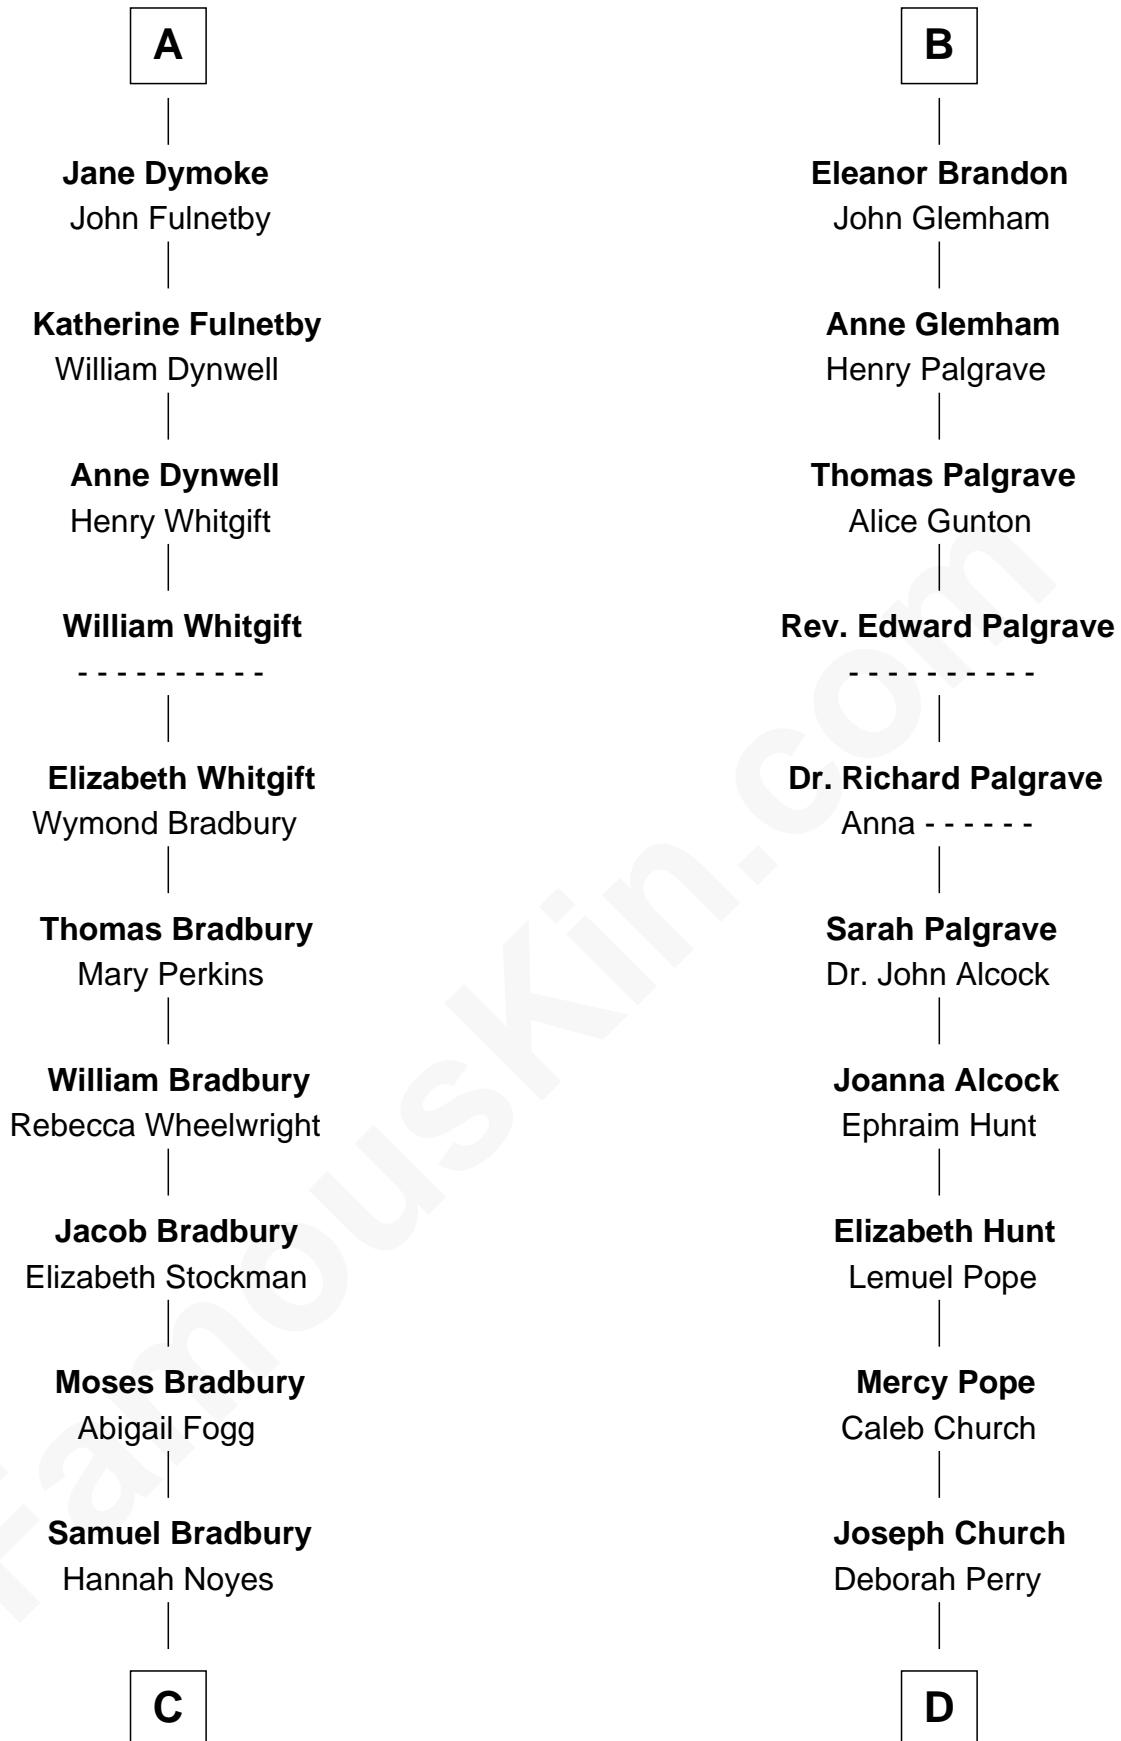 A
Jane Dymoke
John Fulnetby
Katherine Fulnetby
William Dynwell
Anne Dynwell
Henry Whitgift
William Whitgift
- - - - - - - - - -
Elizabeth Whitgift
Wymond Bradbury
Thomas Bradbury
Mary Perkins
William Bradbury
Rebecca Wheelwright
Jacob Bradbury
Elizabeth Stockman
Moses Bradbury
Abigail Fogg
Samuel Bradbury
Hannah Noyes
C
B
Eleanor Brandon
John Glemham
Anne Glemham
Henry Palgrave
Thomas Palgrave
Alice Gunton
Rev. Edward Palgrave
- - - - - - - - - -
Dr. Richard Palgrave
Anna - - - - - -
Sarah Palgrave
Dr. John Alcock
Joanna Alcock
Ephraim Hunt
Elizabeth Hunt
Lemuel Pope
Mercy Pope
Caleb Church
Joseph Church
Deborah Perry
D
FamousKin.com